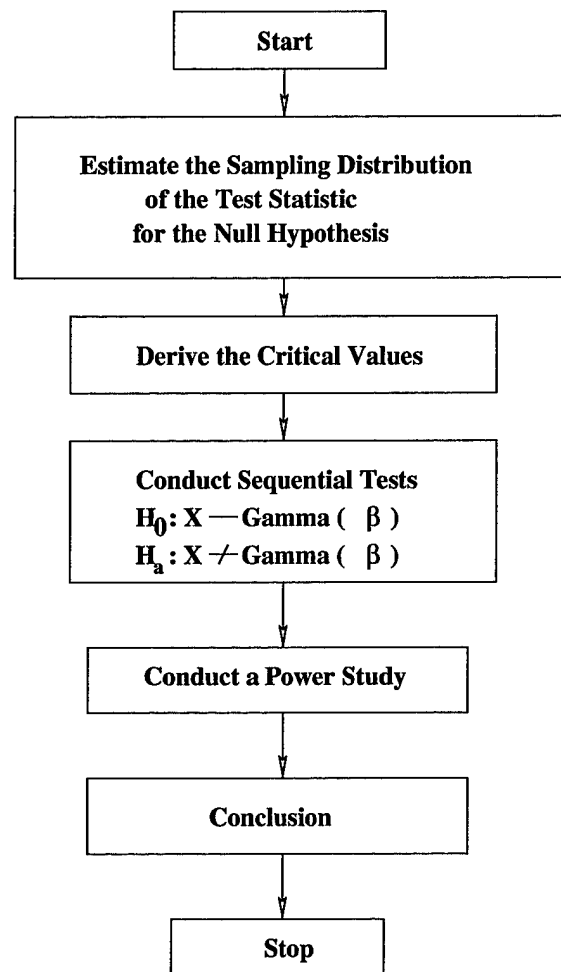 Start
Estimate the Sampling Distribution
of the Test Statistic
for the Null Hypothesis
Derive the Critical Values
Conduct Sequential Tests
H₀: X — Gamma ( β )
Hₐ: X -/- Gamma ( β )
Conduct a Power Study
Conclusion
Stop